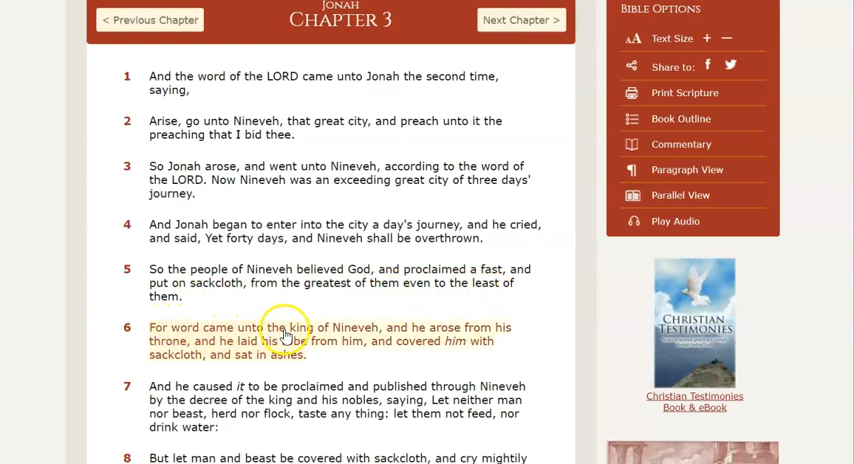 JONAH
< Previous Chapter
CHAPTER 3
Next Chapter >
1 And the word of the LORD came unto Jonah the second time,
saying,
2 Arise, go unto Nineveh, that great city, and preach unto it the
preaching that I bid thee.
3 So Jonah arose, and went unto Nineveh, according to the word of
the LORD. Now Nineveh was an exceeding great city of three days'
journey.
4 And Jonah began to enter into the city a day's journey, and he cried,
and said, Yet forty days, and Nineveh shall be overthrown.
5 So the people of Nineveh believed God, and proclaimed a fast, and
put on sackcloth, from the greatest of them even to the least of
them.
6 For word came unto the king of Nineveh, and he arose from his
throne, and he laid his robe from him, and covered him with
sackcloth, and sat in ashes.
7 And he caused it to be proclaimed and published through Nineveh
by the decree of the king and his nobles, saying, Let neither man
nor beast, herd nor flock, taste any thing: let them not feed, nor
drink water:
8 But let man and beast be covered with sackcloth, and cry mightily
BIBLE OPTIONS
AA Text Size + −
Share to:
Print Scripture
Book Outline
Commentary
Paragraph View
Parallel View
Play Audio
CHRISTIAN
TESTIMONIES
Christian Testimonies
Book & eBook